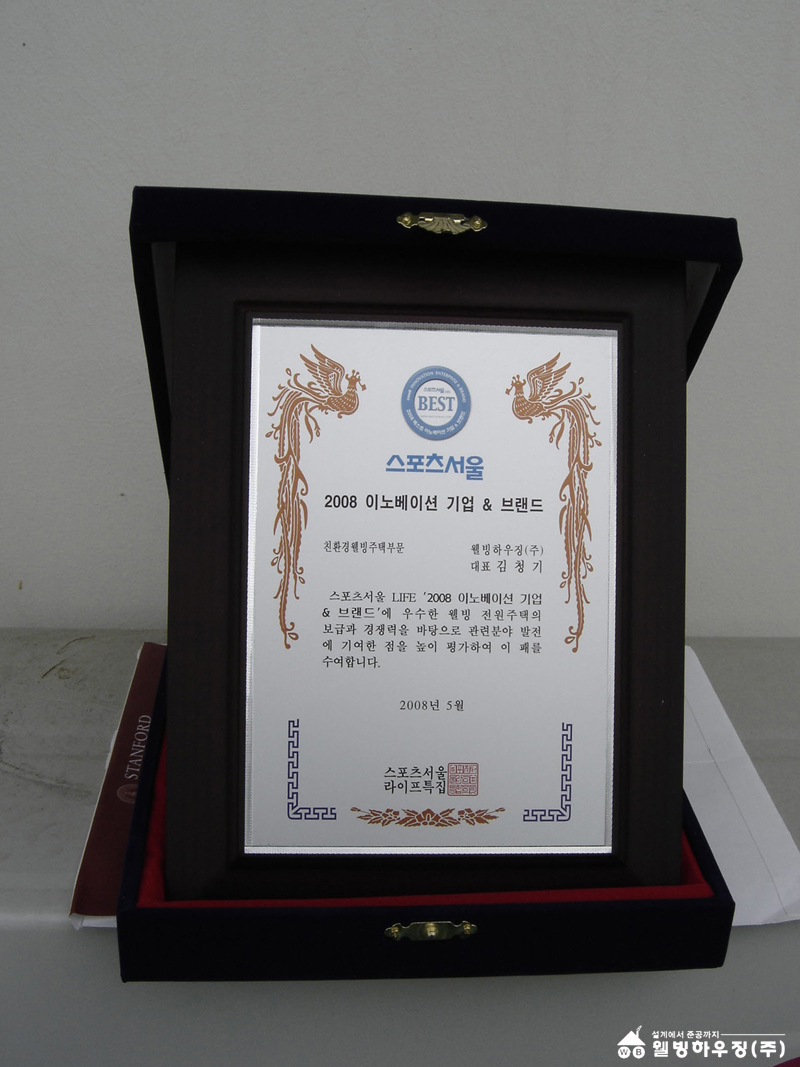 BEST
스포츠서울
2008 이노베이션 기업 & 브랜드
친환경웰빙주택부문
웰빙하우징(주)
대표 김 청 기
스포츠서울 LIFE '2008 이노베이션 기업
& 브랜드'에 우수한 웰빙 전원주택의
보급과 경쟁력을 바탕으로 관련분야 발전
에 기여한 점을 높이 평가하여 이 패를
수여합니다.
2008년 5월
스포츠서울
라이프특집
STANFORD
설계에서 준공까지
WB 웰빙하우징(주)